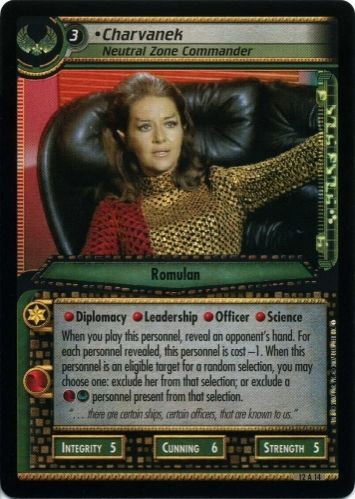 3 •Charvanek
Neutral Zone Commander
Romulan
Diplomacy Leadership Officer Science
When you play this personnel, reveal an opponent's hand. For
each personnel revealed, this personnel is cost -1. When this
personnel is an eligible target for a random selection, you may
choose one: exclude her from that selection; or exclude a
personnel present from that selection.
"... there are certain ships, certain officers, that are known to us."
INTEGRITY 5 CUNNING 6 STRENGTH 5
12 A 14